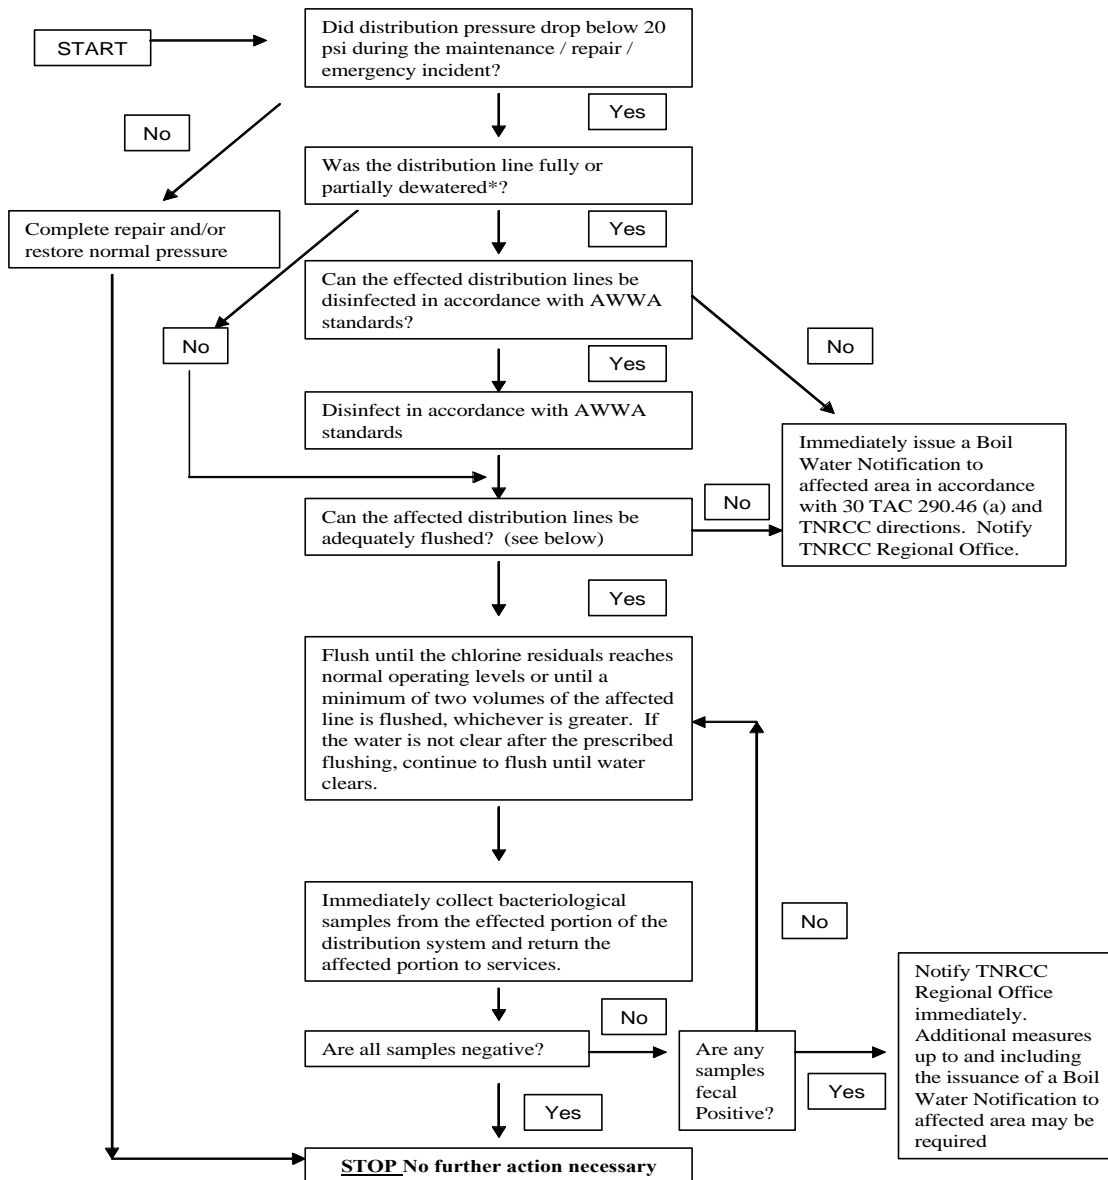 START
Did distribution pressure drop below 20
psi during the maintenance / repair /
emergency incident?
Yes
No
Was the distribution line fully or
partially dewatered*?
Complete repair and/or
restore normal pressure
Yes
Can the effected distribution lines be
disinfected in accordance with AWWA
standards?
No
No
Yes
Disinfect in accordance with AWWA
standards
Immediately issue a Boil
Water Notification to
affected area in accordance
with 30 TAC 290.46 (a) and
TNRCC directions.  Notify
TNRCC Regional Office.
No
Can the affected distribution lines be
adequately flushed?  (see below)
Yes
Flush until the chlorine residuals reaches
normal operating levels or until a
minimum of two volumes of the affected
line is flushed, whichever is greater.  If
the water is not clear after the prescribed
flushing, continue to flush until water
clears.
Immediately collect bacteriological
samples from the effected portion of the
distribution system and return the
affected portion to services.
No
No
Are all samples negative?
Are any
samples
fecal
Positive?
Notify TNRCC
Regional Office
immediately.
Additional measures
up to and including
the issuance of a Boil
Water Notification to
affected area may be
required
Yes
Yes
STOP No further action necessary